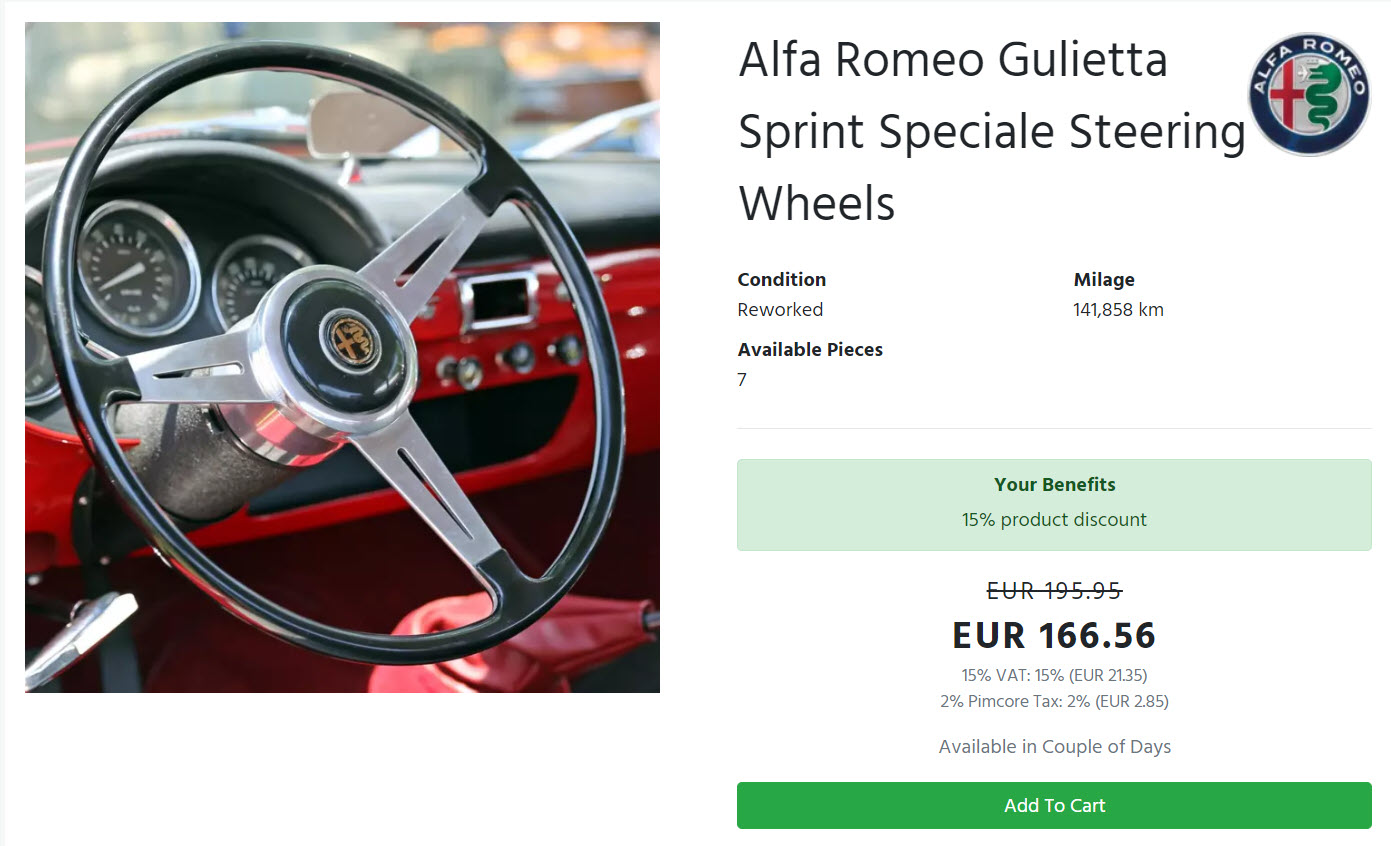 Alfa Romeo Gulietta
Sprint Speciale Steering
Wheels
ALFA ROMEO
Condition
Reworked
Milage
141,858 km
Available Pieces
7
Your Benefits
15% product discount
EUR 195.95
EUR 166.56
15% VAT: 15% (EUR 21.35)
2% Pimcore Tax: 2% (EUR 2.85)
Available in Couple of Days
Add To Cart